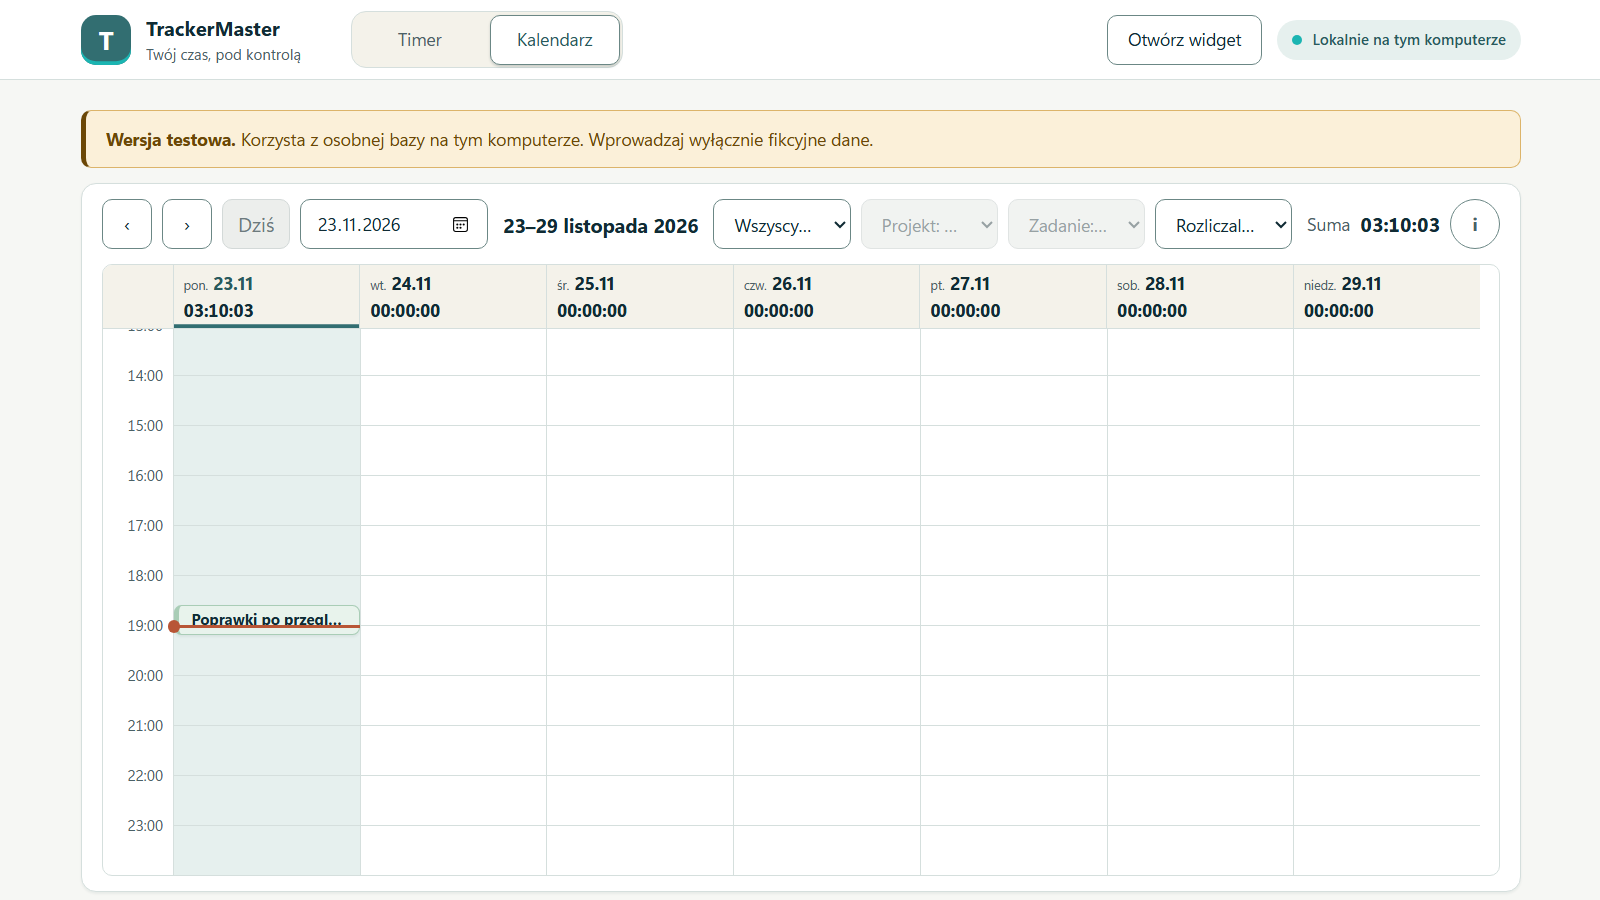 T
TrackerMaster
Twój czas, pod kontrolą
Timer
Kalendarz
Otwórz widget
Lokalnie na tym komputerze
Wersja testowa. Korzysta z osobnej bazy na tym komputerze. Wprowadzaj wyłącznie fikcyjne dane.
‹
›
Dziś
23.11.2026
23–29 listopada 2026
Wszyscy...
Projekt: ...
Zadanie:...
Rozliczal...
Suma 03:10:03
i
pon. 23.11
03:10:03
wt. 24.11
00:00:00
śr. 25.11
00:00:00
czw. 26.11
00:00:00
pt. 27.11
00:00:00
sob. 28.11
00:00:00
niedz. 29.11
00:00:00
14:00
15:00
16:00
17:00
18:00
Poprawki po przegl...
19:00
20:00
21:00
22:00
23:00